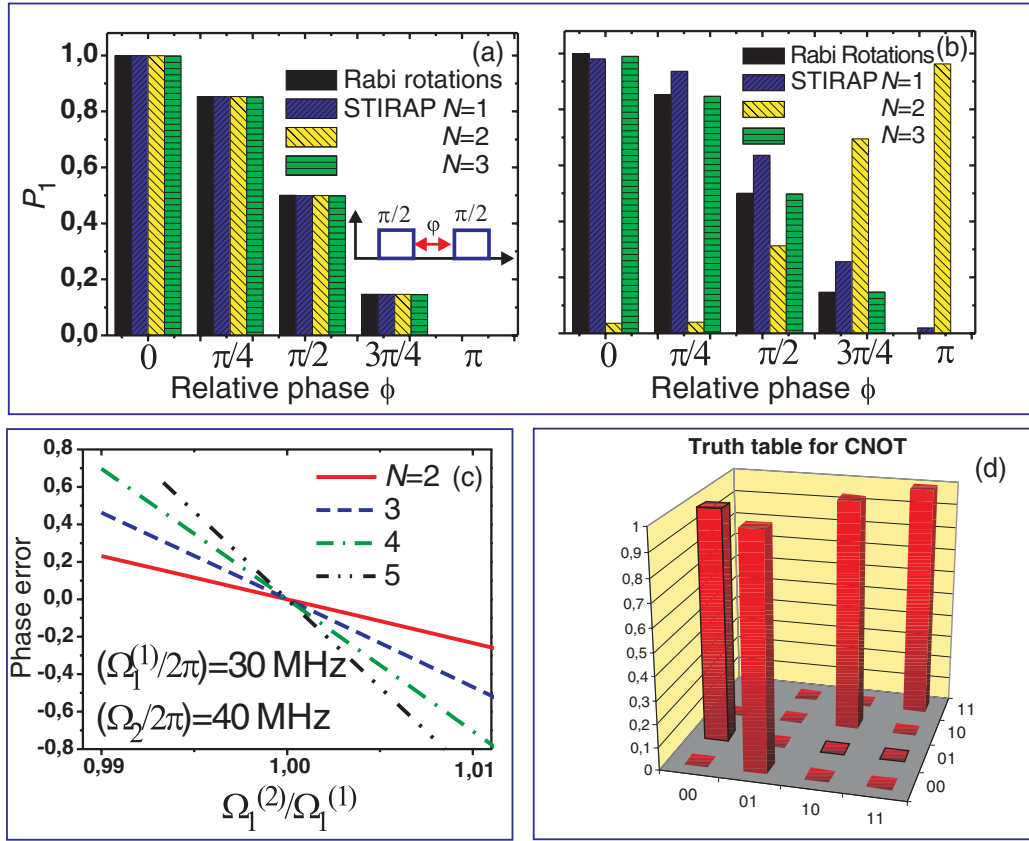 (a)
1,0
0,8
0,6
0,4
0,2
0,0
P1
Rabi rotations
STIRAP N=1
N=2
N=3
π/2 φ π/2
0 π/4 π/2 3π/4 π
Relative phase ϕ
(b)
Rabi Rotations
STIRAP N=1
N=2
N=3
0 π/4 π/2 3π/4 π
Relative phase ϕ
(c)
0,8
0,6
0,4
0,2
0,0
-0,2
-0,4
-0,6
-0,8
Phase error
N=2
3
4
5
(Ω1(1)/2π)=30 MHz
(Ω2/2π)=40 MHz
0,99 1,00 1,01
Ω1(2)/Ω1(1)
Truth table for CNOT
(d)
1
0,9
0,8
0,7
0,6
0,5
0,4
0,3
0,2
0,1
0
00 01 10 11
11
10
01
00